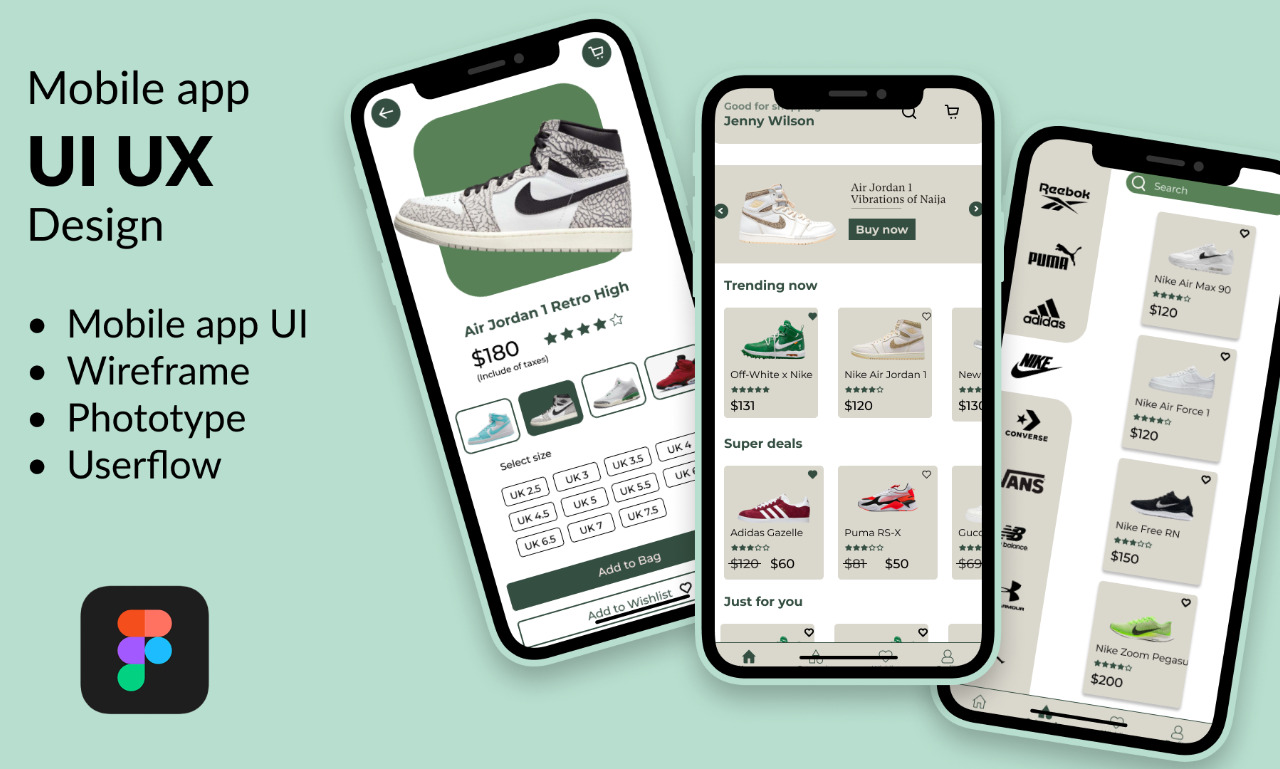 Mobile app
UI UX
Design
• Mobile app UI
• Wireframe
• Phototype
• Userflow
Air Jordan 1 Retro High
$180
(Include of taxes)
Select size
UK 2.5
UK 3
UK 3.5
UK 4
UK 4.5
UK 5
UK 5.5
UK 6.5
UK 7
UK 7.5
Add to Bag
Add to Wishlist
Good for shopping
Jenny Wilson
Air Jordan 1
Vibrations of Naija
Buy now
Trending now
Off-White x Nike
Nike Air Jordan 1
New
$131
$120
$130
Super deals
Adidas Gazelle
Puma RS-X
Gucc
$120 $60
$81 $50
$69
Just for you
Search
Reebok
PUMA
adidas
NIKE
CONVERSE
VANS
new balance
Nike Air Max 90
$120
Nike Air Force 1
$120
Nike Free RN
$150
Nike Zoom Pegasu
$200